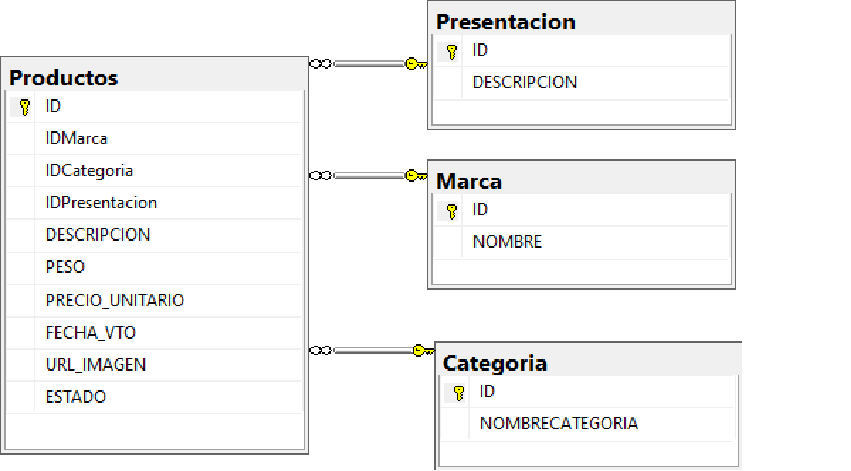 Productos
ID
IDMarca
IDCategoria
IDPresentacion
DESCRIPCION
PESO
PRECIO_UNITARIO
FECHA_VTO
URL_IMAGEN
ESTADO
Presentacion
ID
DESCRIPCION
Marca
ID
NOMBRE
Categoria
ID
NOMBRECATEGORIA